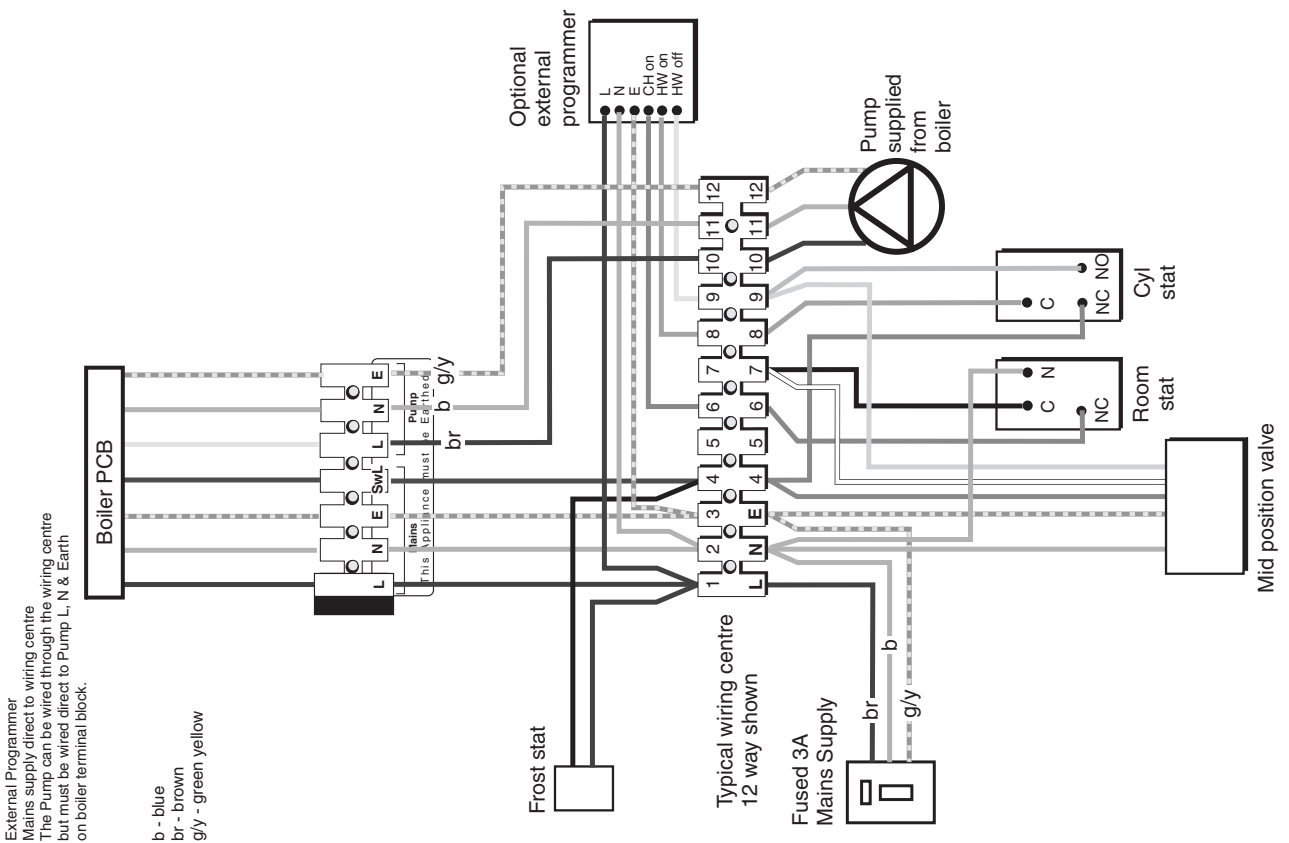 External Programmer
Mains supply direct to wiring centre
The Pump can be wired through the wiring centre
but must be wired direct to Pump L, N & Earth
on boiler terminal block.
b - blue
br - brown
g/y - green yellow
Boiler PCB
L
N
E
SwL
L
N
E
Mains
Pump
This Appliance must be Earthed
br
b
g/y
Optional
external
programmer
L
N
E
CH on
HW on
HW off
Frost stat
Typical wiring centre
12 way shown
1
2
3
4
5
6
7
8
9
10
11
12
L
N
E
4
5
6
7
8
9
10
11
12
Pump
supplied
from
boiler
Fused 3A
Mains Supply
br
b
g/y
C
N
NC
Room
stat
C
NC
NO
Cyl
stat
Mid position valve